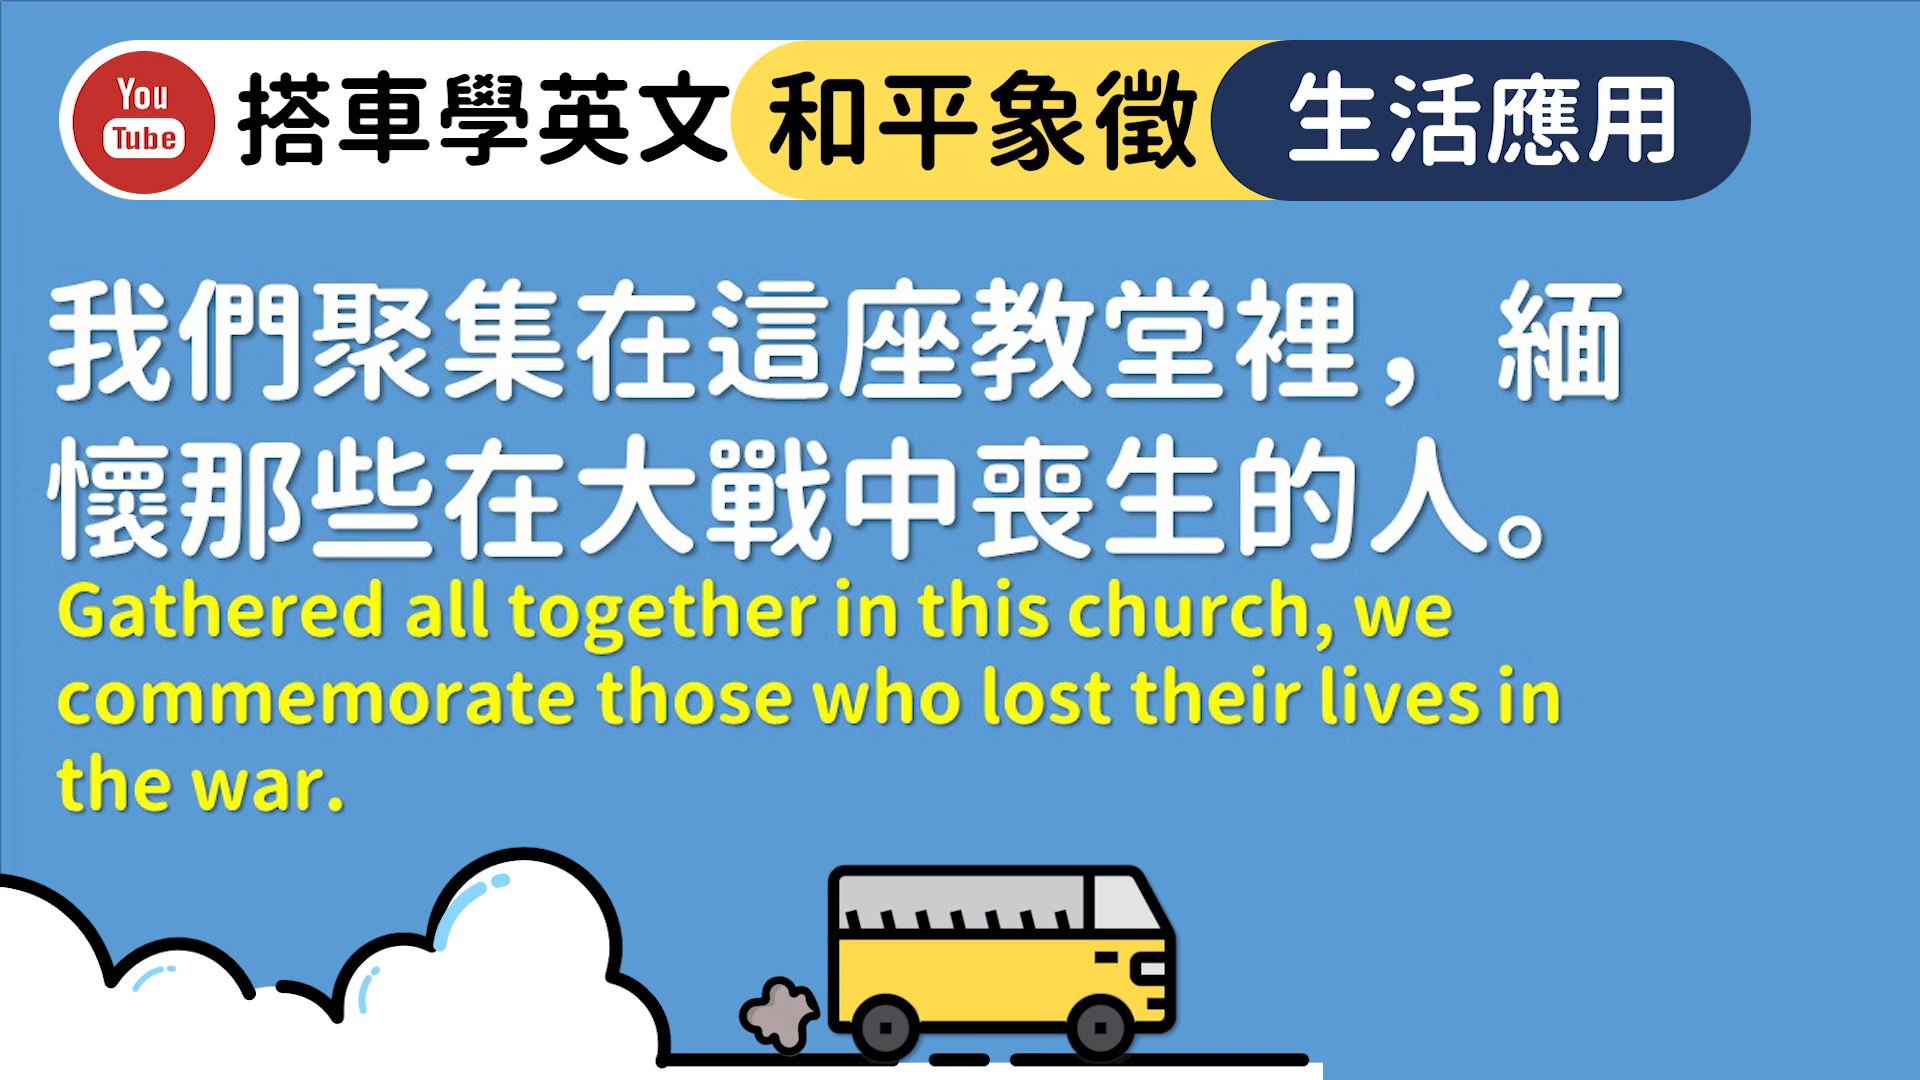 You
Tube
搭車學英文 和平象徵 生活應用
我們聚集在這座教堂裡，緬
懷那些在大戰中喪生的人。
Gathered all together in this church, we
commemorate those who lost their lives in
the war.